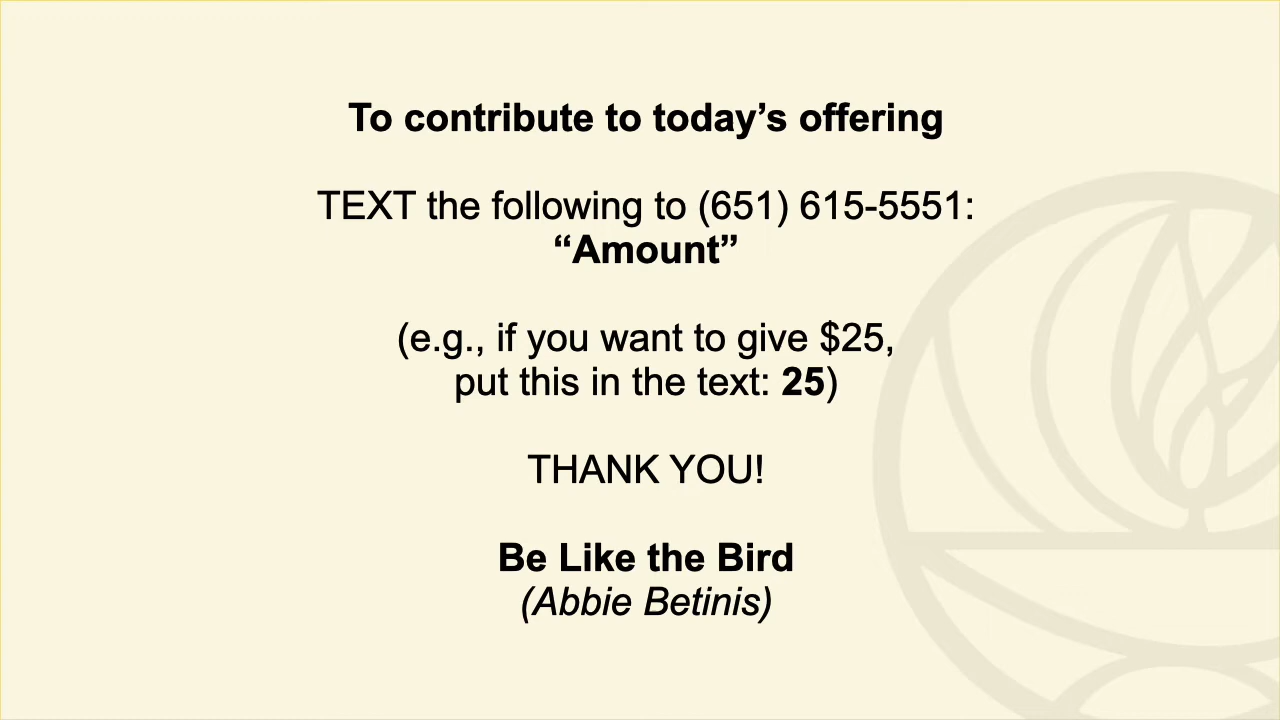 To contribute to today’s offering
TEXT the following to (651) 615-5551:
“Amount”
(e.g., if you want to give $25,
put this in the text: 25)
THANK YOU!
Be Like the Bird
(Abbie Betinis)